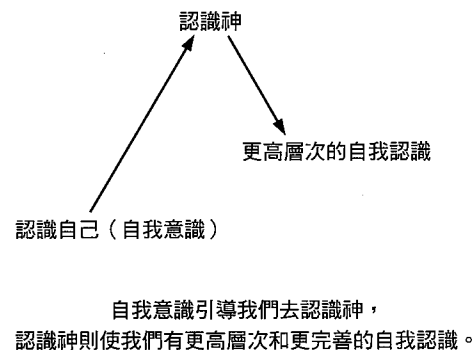 認識神
更高層次的自我認識
認識自己（自我意識）
自我意識引導我們去認識神，
認識神則使我們有更高層次和更完善的自我認識。